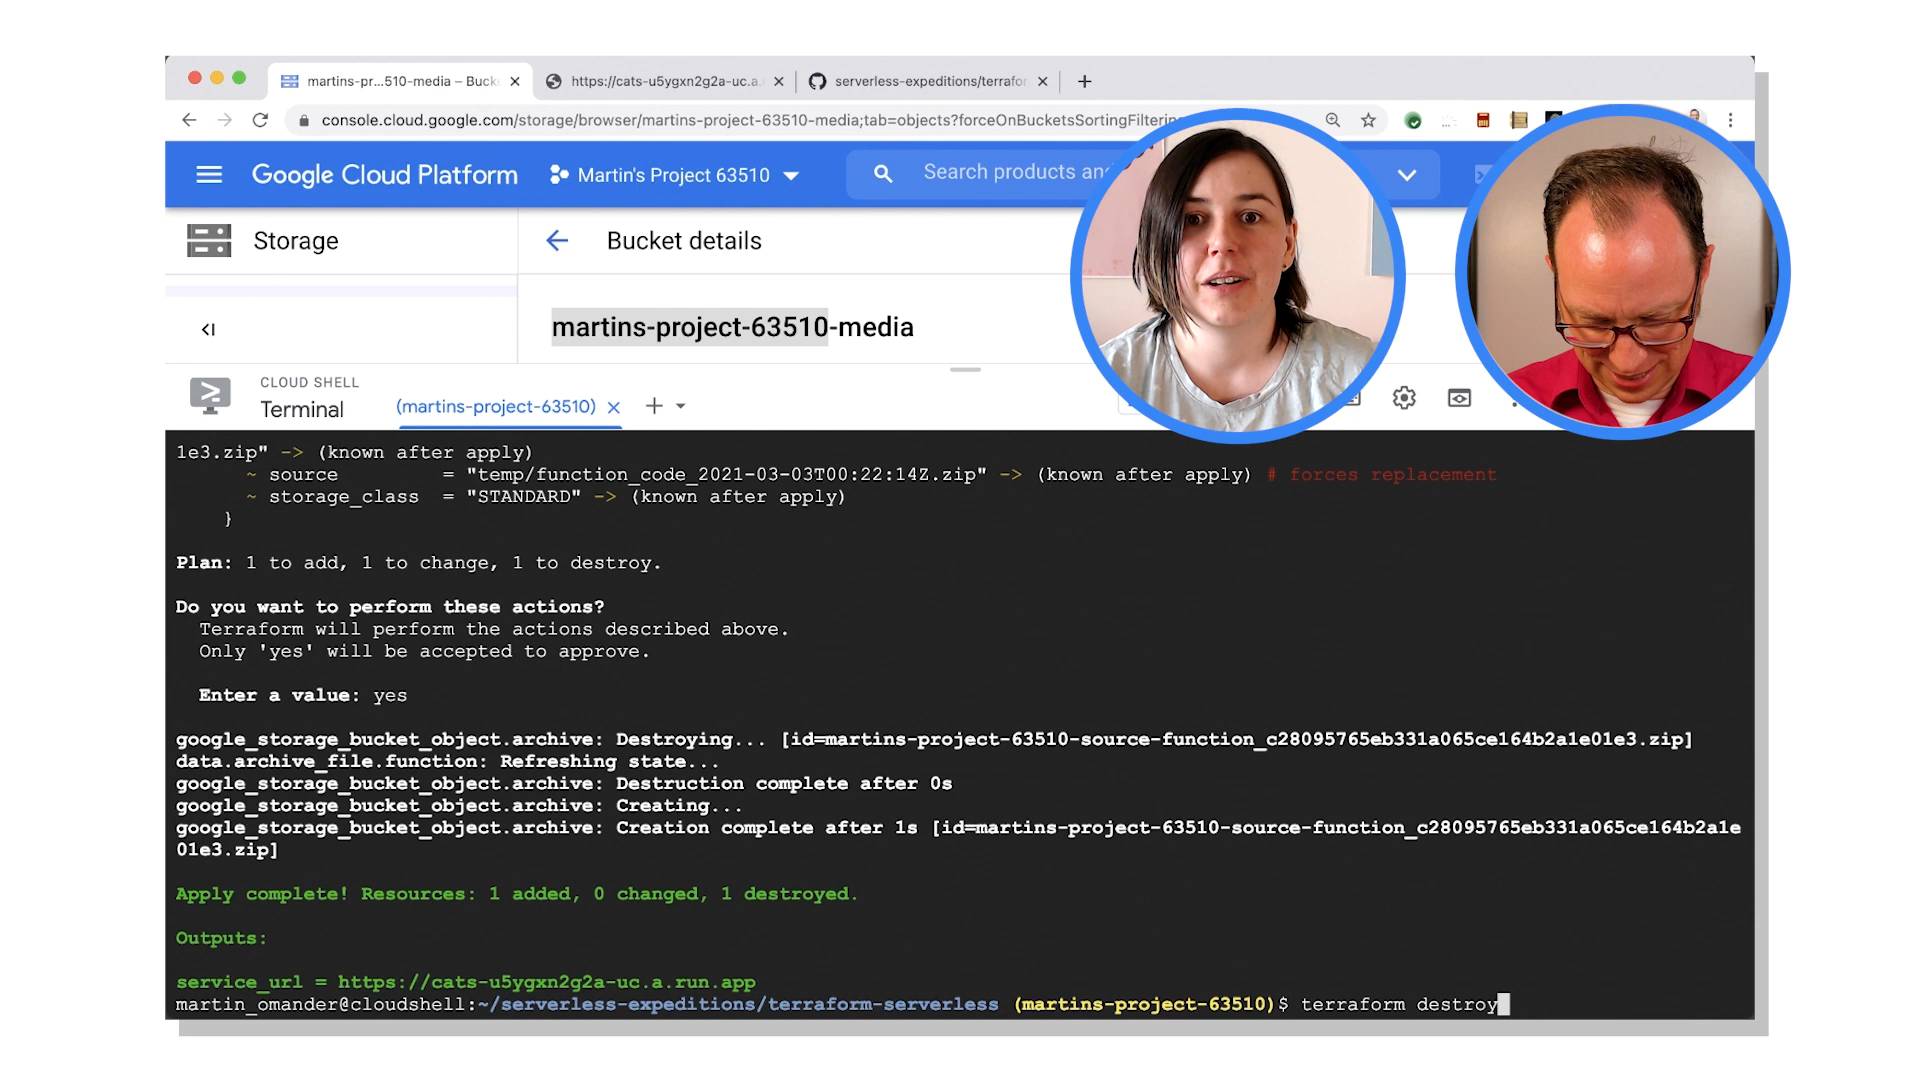 martins-pr...510-media – Buck
https://cats-u5ygxn2g2a-uc.a.
serverless-expeditions/terrafor
console.cloud.google.com/storage/browser/martins-project-63510-media;tab=objects?forceOnBucketsSortingFiltering
Google Cloud Platform
Martin's Project 63510
Search products an
Storage
Bucket details
martins-project-63510-media
CLOUD SHELL
Terminal
(martins-project-63510)
1e3.zip" -> (known after apply)
~ source = "temp/function_code_2021-03-03T00:22:14Z.zip" -> (known after apply) # forces replacement
~ storage_class = "STANDARD" -> (known after apply)
}
Plan: 1 to add, 1 to change, 1 to destroy.
Do you want to perform these actions?
Terraform will perform the actions described above.
Only 'yes' will be accepted to approve.
Enter a value: yes
google_storage_bucket_object.archive: Destroying... [id=martins-project-63510-source-function_c28095765eb331a065ce164b2a1e01e3.zip]
data.archive_file.function: Refreshing state...
google_storage_bucket_object.archive: Destruction complete after 0s
google_storage_bucket_object.archive: Creating...
google_storage_bucket_object.archive: Creation complete after 1s [id=martins-project-63510-source-function_c28095765eb331a065ce164b2a1e
01e3.zip]
Apply complete! Resources: 1 added, 0 changed, 1 destroyed.
Outputs:
service_url = https://cats-u5ygxn2g2a-uc.a.run.app
martin_omander@cloudshell:~/serverless-expeditions/terraform-serverless (martins-project-63510)$ terraform destroy